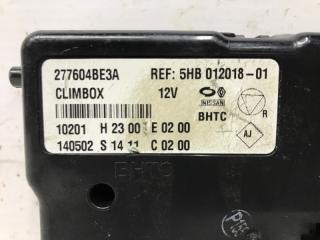 277604BE3A REF: 5HB 012018-01
CLIMBOX 12V
NISSAN
BHTC R
10201 H 23 00 E 02 00
AJ
140502 S 14 11 C 02 00
BHTC